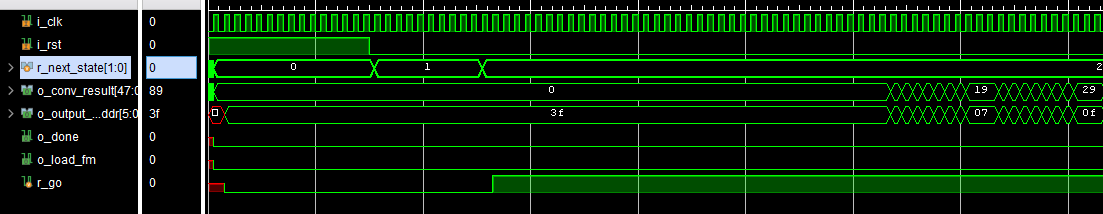 i_clk 0
i_rst 0
r_next_state[1:0] 0 0 1 2
o_conv_result[47:0 89 0 19 29
o_output_...ddr[5:0 3f 3f 07 0f
o_done 0
o_load_fm 0
r_go 0